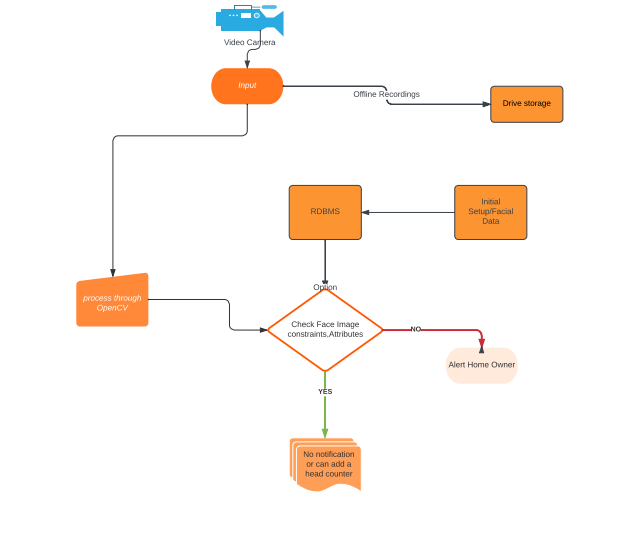 Video Camera
Input
Offline Recordings
Drive storage
RDBMS
Initial
Setup/Facial
Data
Option
process through
OpenCV
Check Face Image
constraints,Attributes
NO
Alert Home Owner
YES
No notification
or can add a
head counter